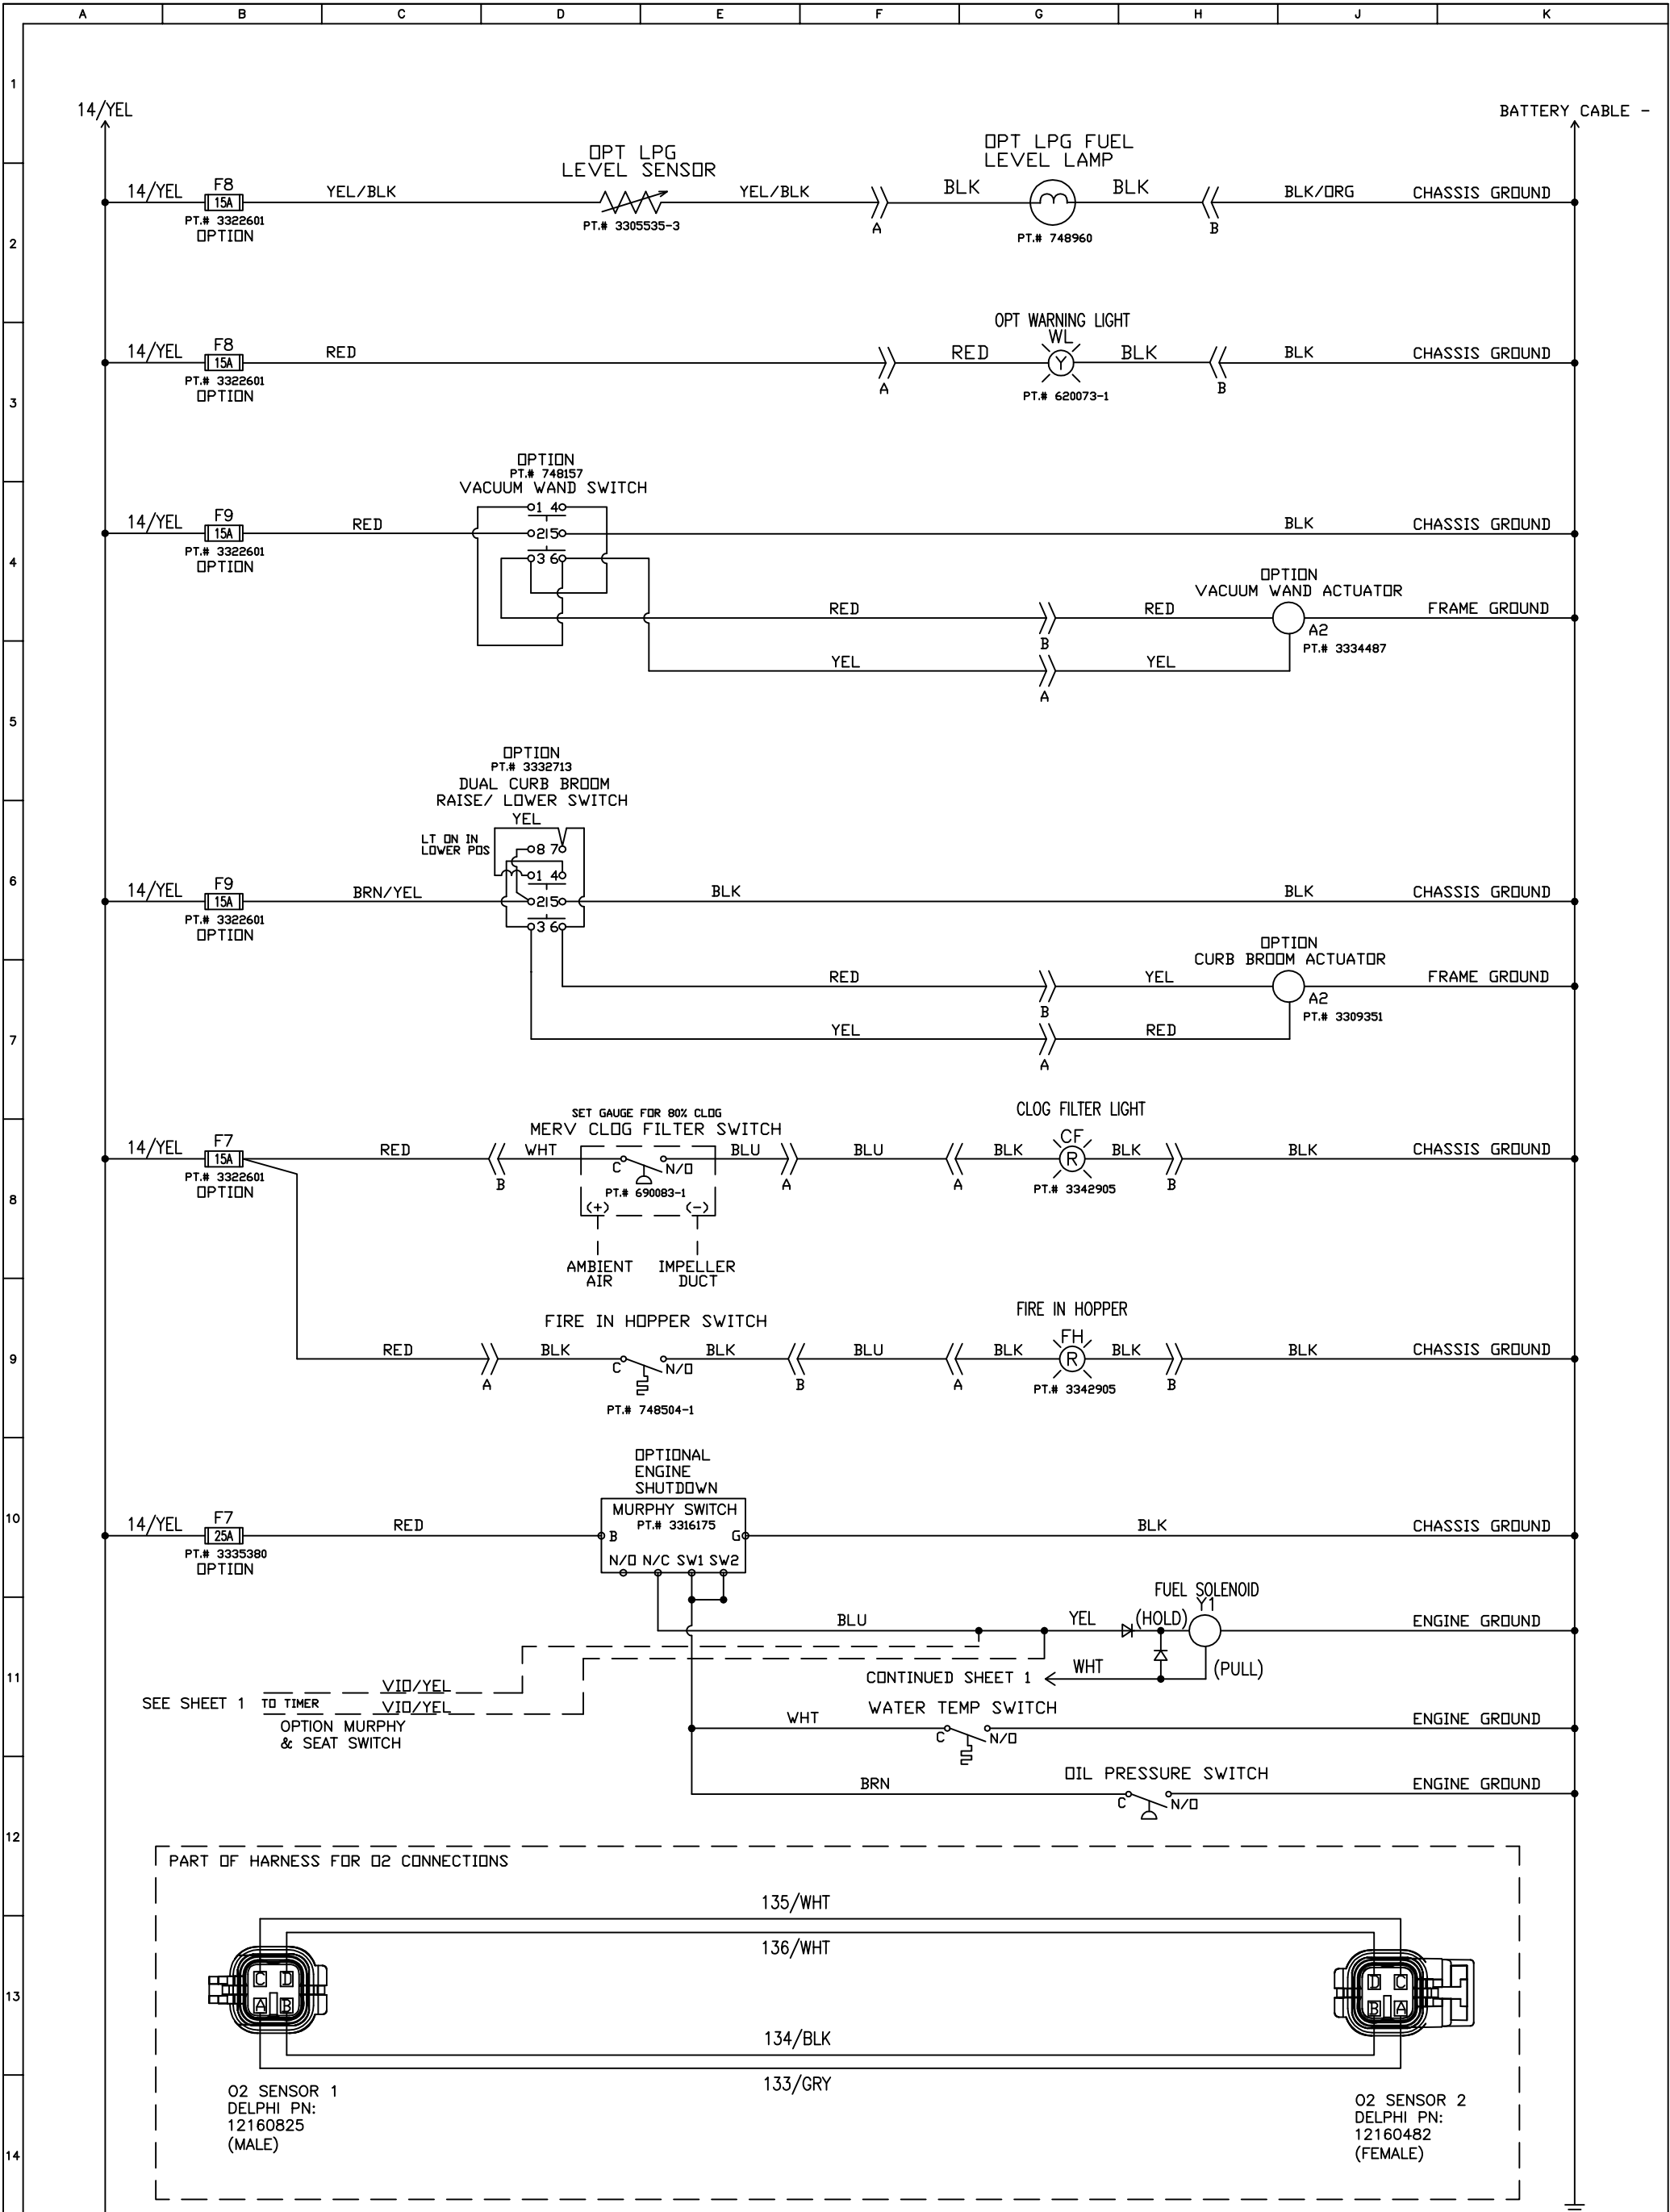 A B C D E F G H J K
1
14/YEL
BATTERY CABLE -
OPT LPG
LEVEL SENSOR
OPT LPG FUEL
LEVEL LAMP
14/YEL F8 YEL/BLK YEL/BLK BLK BLK BLK/ORG CHASSIS GROUND
15A
PT.# 3322601
OPTION
PT.# 3305535-3
A
PT.# 748960
B
2
OPT WARNING LIGHT
WL
14/YEL F8 RED RED BLK BLK CHASSIS GROUND
15A
Y
PT.# 3322601
OPTION
A
PT.# 620073-1
B
3
OPTION
PT.# 748157
VACUUM WAND SWITCH
1 4
14/YEL F9 RED BLK CHASSIS GROUND
15A
2 5
PT.# 3322601
OPTION
3 6
4
OPTION
VACUUM WAND ACTUATOR
RED RED FRAME GROUND
B
A2
PT.# 3334487
YEL YEL
A
5
OPTION
PT.# 3332713
DUAL CURB BROOM
RAISE/ LOWER SWITCH
YEL
LT ON IN
LOWER POS
8 7
1 4
6
14/YEL F9 BRN/YEL BLK BLK CHASSIS GROUND
15A
2 5
PT.# 3322601
OPTION
3 6
OPTION
CURB BROOM ACTUATOR
RED YEL FRAME GROUND
B
A2
PT.# 3309351
YEL RED
A
7
SET GAUGE FOR 80% CLOG
MERV CLOG FILTER SWITCH
CLOG FILTER LIGHT
CF
14/YEL F7 RED WHT BLU BLU BLK BLK BLK CHASSIS GROUND
15A
C N/O
R
PT.# 3322601
OPTION
B
PT.# 690083-1
A
A
PT.# 3342905
B
8
(+) (-)
AMBIENT
AIR
IMPELLER
DUCT
FIRE IN HOPPER SWITCH
FIRE IN HOPPER
FH
9
RED BLK BLK BLU BLK BLK BLK CHASSIS GROUND
C N/O
R
A
B
A
PT.# 3342905
B
PT.# 748504-1
OPTIONAL
ENGINE
SHUTDOWN
10
MURPHY SWITCH
PT.# 3316175
14/YEL F7 RED BLK CHASSIS GROUND
25A
B G
PT.# 3335380
OPTION
N/O N/C SW1 SW2
FUEL SOLENOID
Y1
BLU YEL (HOLD) ENGINE GROUND
11
CONTINUED SHEET 1 WHT (PULL)
VIO/YEL
SEE SHEET 1 TO TIMER VIO/YEL
OPTION MURPHY
& SEAT SWITCH
WATER TEMP SWITCH
WHT ENGINE GROUND
C N/O
OIL PRESSURE SWITCH
BRN ENGINE GROUND
C N/O
12
PART OF HARNESS FOR O2 CONNECTIONS
135/WHT
136/WHT
C D
D C
13
A B
B A
134/BLK
133/GRY
O2 SENSOR 1
DELPHI PN:
12160825
(MALE)
O2 SENSOR 2
DELPHI PN:
12160482
(FEMALE)
14